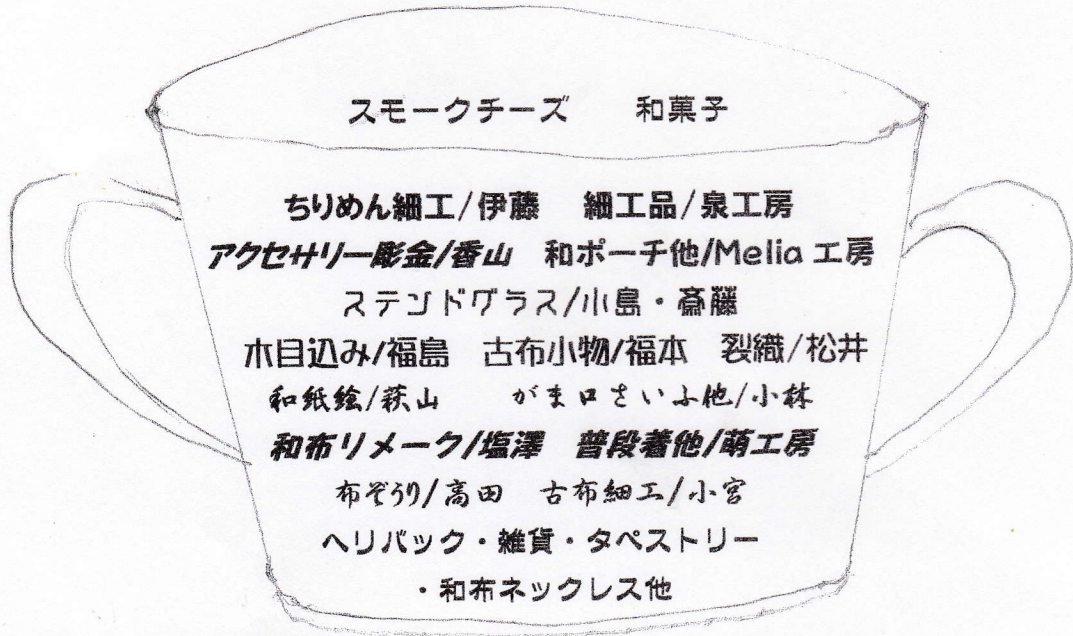 スモークチーズ　和菓子
ちりめん細工/伊藤　細工品/泉工房
アクセサリー彫金/香山　和ポーチ他/Melia 工房
ステンドグラス/小島・斎藤
木目込み/福島　古布小物/福本　裂織/松井
和紙絵/萩山　がま口さいふ他/小林
和布リメーク/塩澤　普段着他/萌工房
布ぞうり/高田　古布細工/小宮
ヘリバック・雑貨・タペストリー
・和布ネックレス他